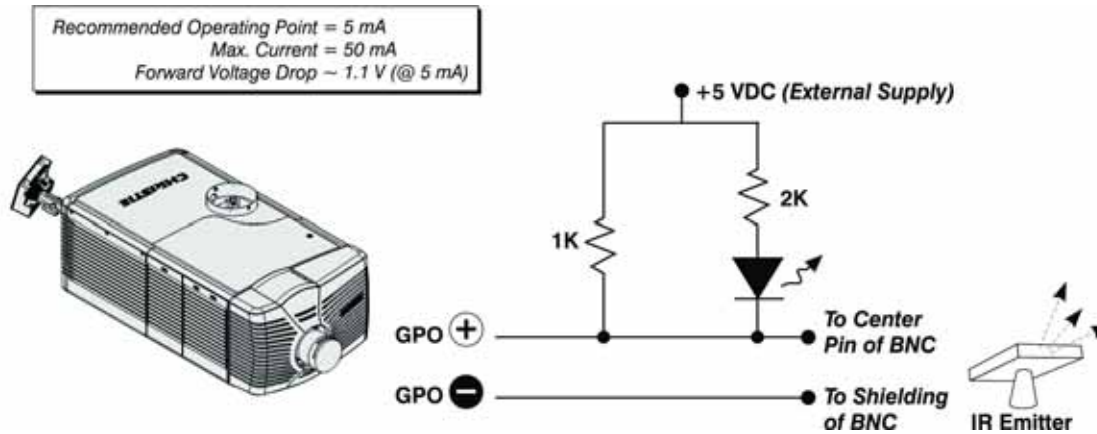 Recommended Operating Point = 5 mA
Max. Current = 50 mA
Forward Voltage Drop ~ 1.1 V (@ 5 mA)
+5 VDC (External Supply)
CHRISTIE
2K
1K
GPO +
To Center
Pin of BNC
GPO -
To Shielding
of BNC
IR Emitter